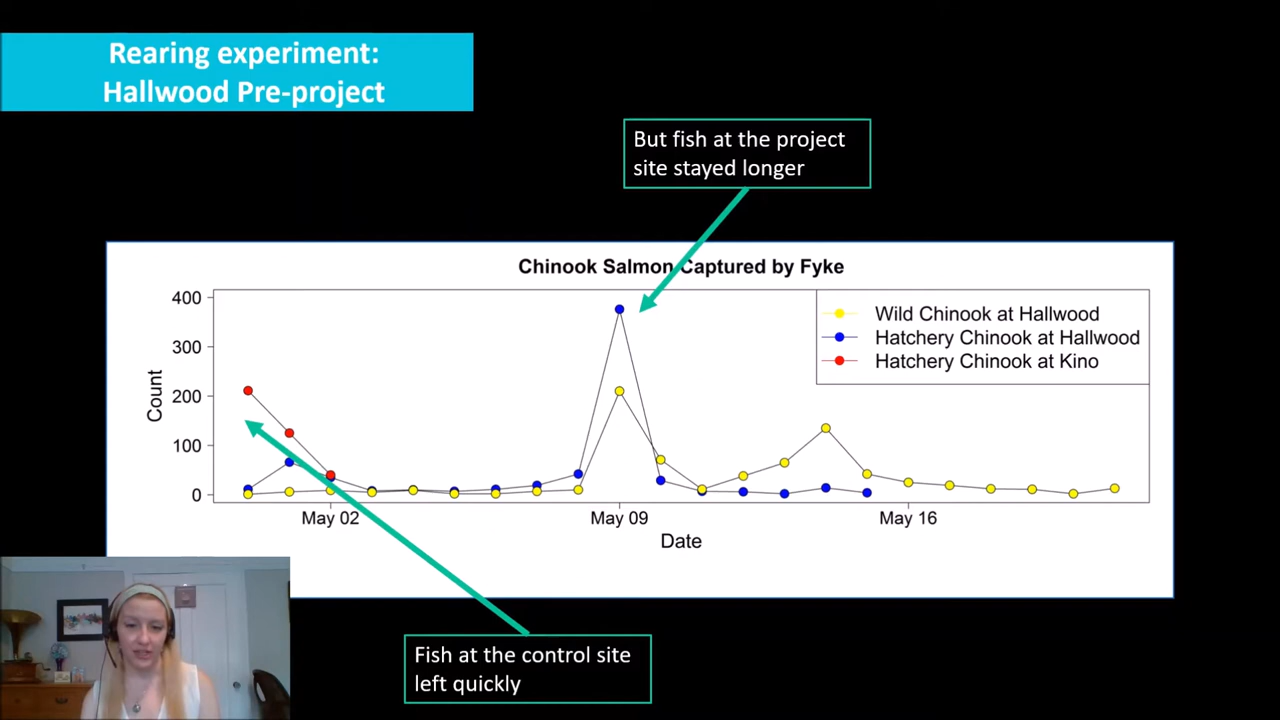 Rearing experiment:
Hallwood Pre-project
But fish at the project
site stayed longer
Chinook Salmon Captured by Fyke
400
300
200
100
0
Count
Wild Chinook at Hallwood
Hatchery Chinook at Hallwood
Hatchery Chinook at Kino
May 02
May 09
May 16
Date
Fish at the control site
left quickly